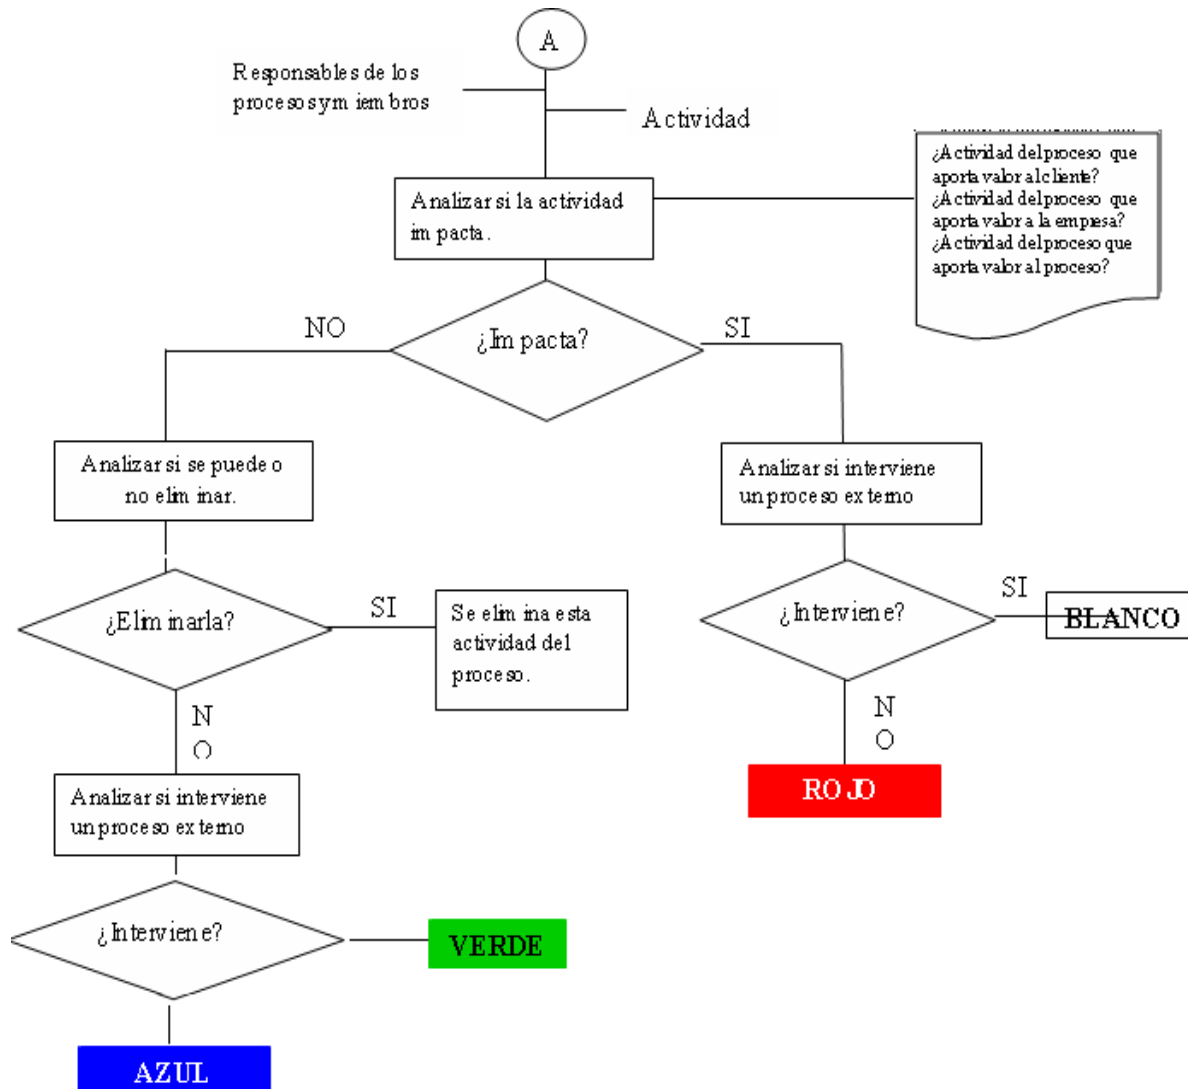 A
Responsables de los
procesos y miembros
Actividad
¿Actividad del proceso que
aporta valor al cliente?
¿Actividad del proceso que
aporta valor a la empresa?
¿Actividad del proceso que
aporta valor al proceso?
Analizar si la actividad
impacta.
NO
¿Impacta?
SI
Analizar si se puede o
no eliminar.
Analizar si interviene
un proceso externo
¿Eliminarla?
SI
Se elimina esta
actividad del
proceso.
¿Interviene?
SI
BLANCO
N
O
N
O
ROJO
Analizar si interviene
un proceso externo
¿Interviene?
VERDE
AZUL